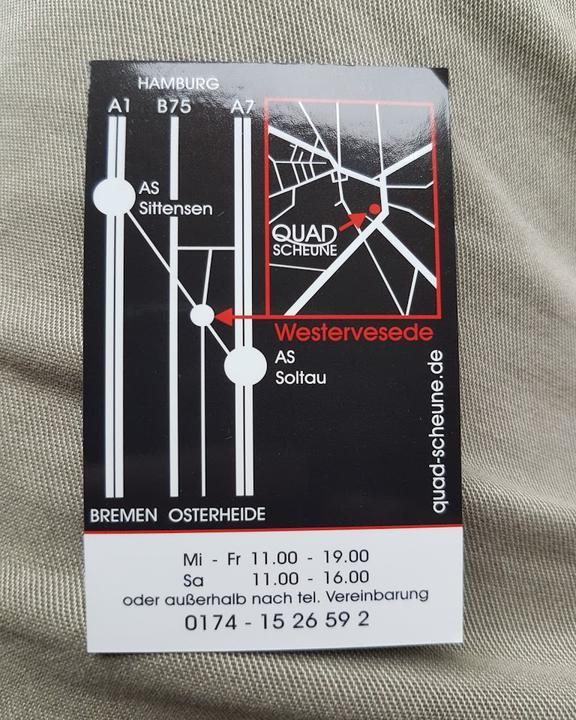 HAMBURG
A1 B75 A7
AS
Sittensen
QUAD
SCHEUNE
Westervesede
AS
Soltau
quad-scheune.de
BREMEN OSTERHEIDE
Mi - Fr 11.00 - 19.00
Sa 11.00 - 16.00
oder außerhalb nach tel. Vereinbarung
0174 - 15 26 59 2